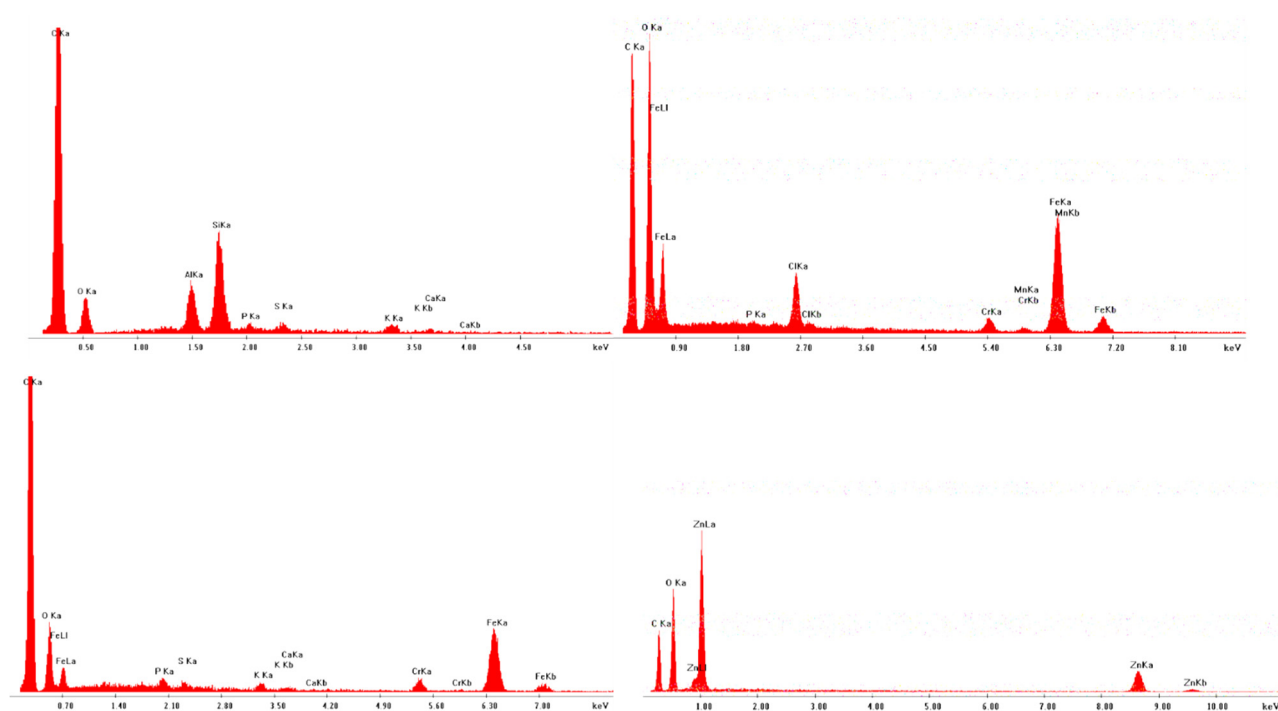 C Ka
O Ka
AlKa
SiKa
P Ka
S Ka
K Ka
K Kb
CaKa
CaKb
0.50 1.00 1.50 2.00 2.50 3.00 3.50 4.00 4.50 keV
C Ka
O Ka
FeLl
FeLa
P Ka
ClKa
ClKb
CrKa
MnKa
CrKb
FeKa
MnKb
FeKb
0.90 1.80 2.70 3.60 4.50 5.40 6.30 7.20 8.10 keV
C Ka
O Ka
FeLl
FeLa
P Ka
S Ka
K Ka
CaKa
K Kb
CaKb
CrKa
CrKb
FeKa
FeKb
0.70 1.40 2.10 2.80 3.50 4.20 4.90 5.60 6.30 7.00 keV
C Ka
O Ka
ZnLl
ZnLa
ZnKa
ZnKb
1.00 2.00 3.00 4.00 5.00 6.00 7.00 8.00 9.00 10.00 keV